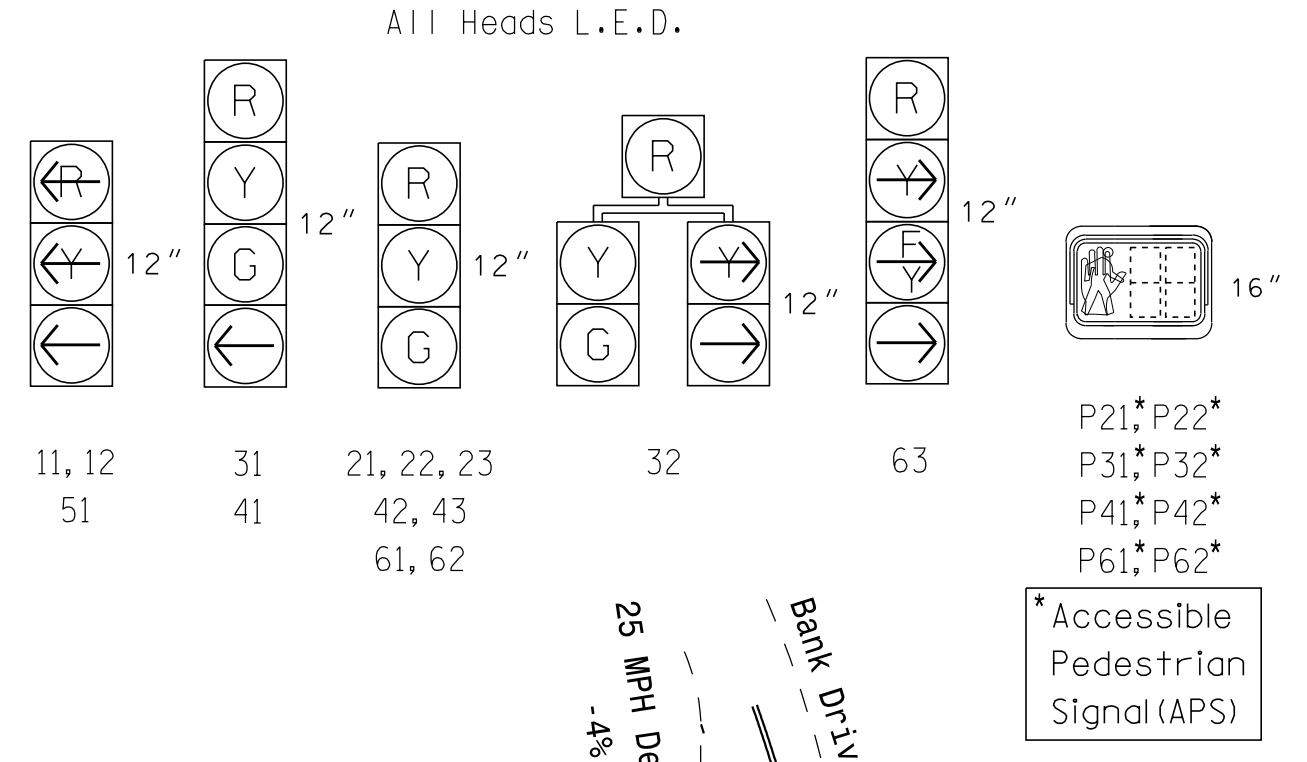 All Heads L.E.D.
R
Y
12"
R
Y
G
12"
R
Y
G
12"
R
Y
G
Y
12"
R
Y
F
Y
12"
16"
11, 12
51
31
41
21, 22, 23
42, 43
61, 62
32
63
P21,* P22*
P31,* P32*
P41,* P42*
P61,* P62*
* Accessible
Pedestrian
Signal (APS)
25 MPH
-4%
Bank